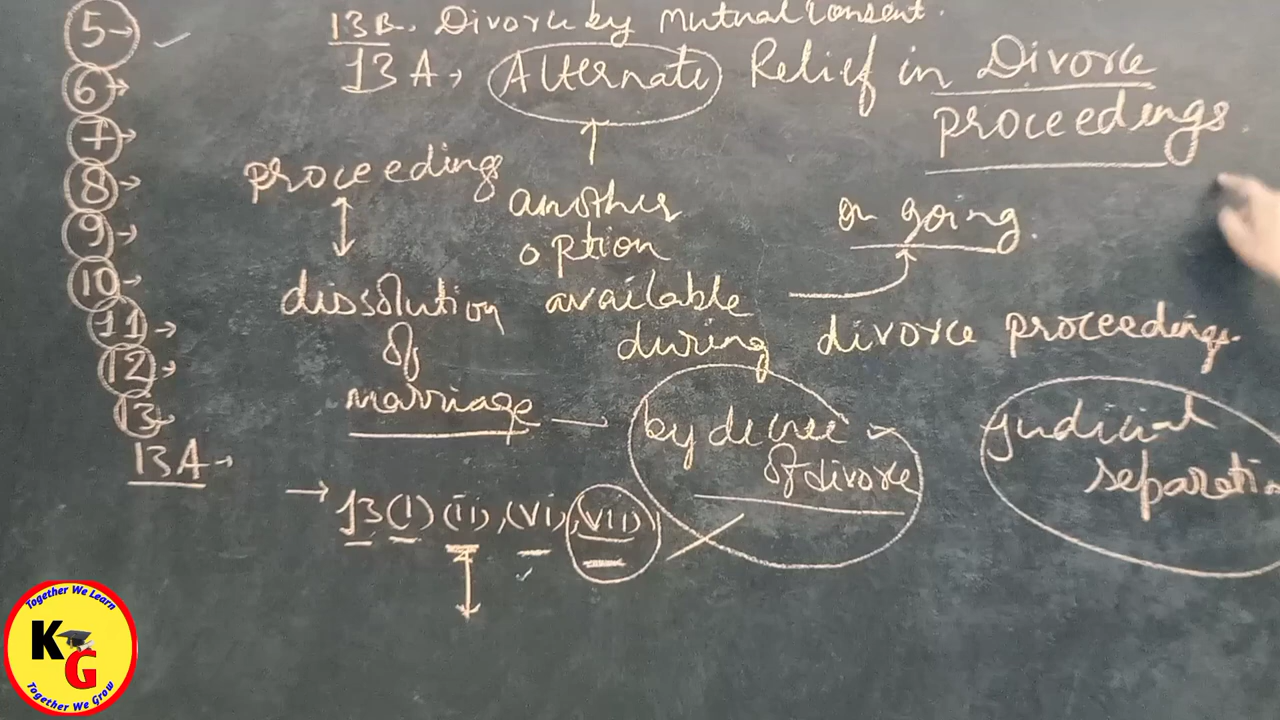 5→ 13B. Divorce by Mutual Consent.
6→ 13A→ Alternate Relief in Divorce
7→ proceedings
8→ proceedings another on going
9→ option
10→ dissolution available
11→ of during divorce proceedings.
12→ marriage — by decree judicial
13→ of divorce separatio
13A→
→ 13(1) (ii), (vi), (vii)
Together We Learn
KG
Together We Grow